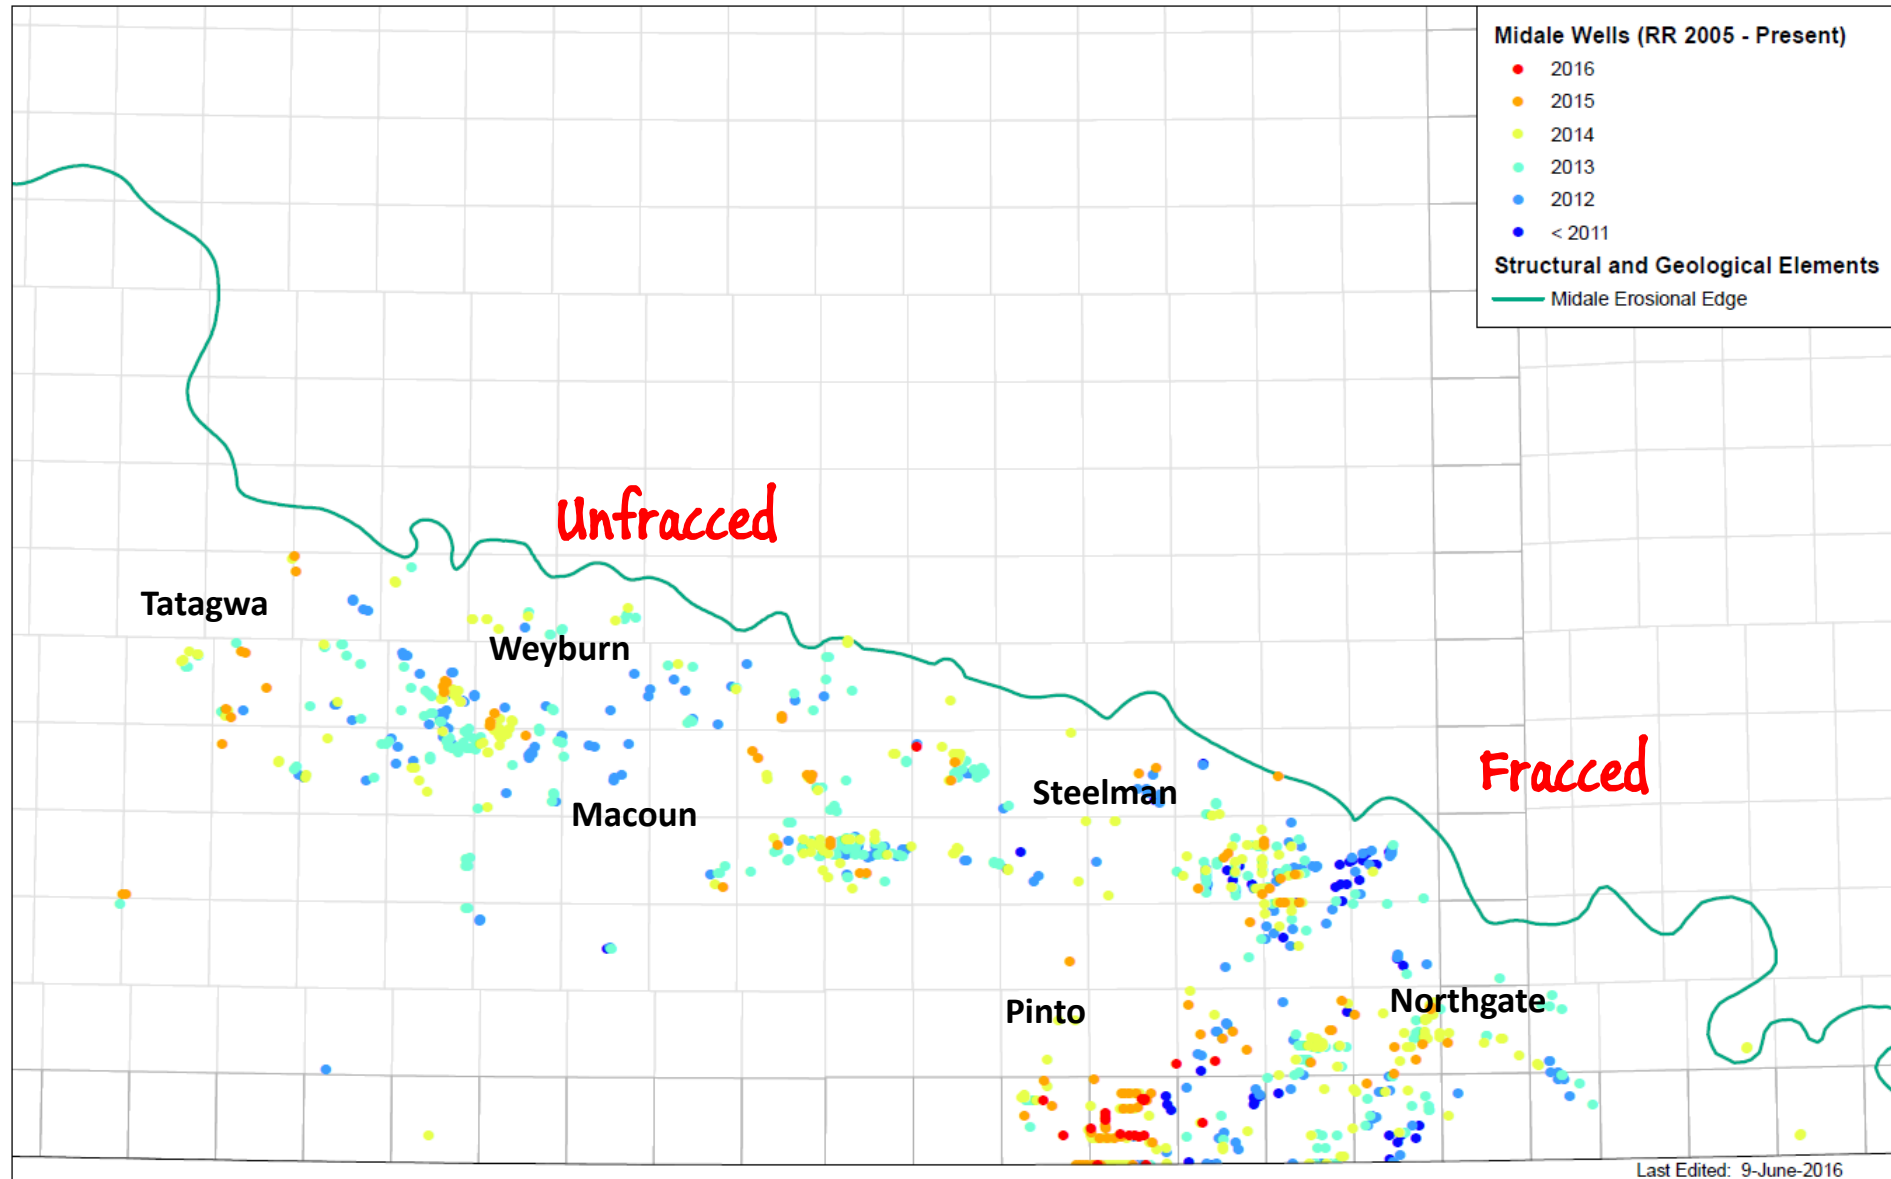 Midale Wells (RR 2005 - Present)
2016
2015
2014
2013
2012
< 2011
Structural and Geological Elements
Midale Erosional Edge
Unfracced
Tatagwa
Weyburn
Fracced
Steelman
Macoun
Northgate
Pinto
Last Edited: 9-June-2016